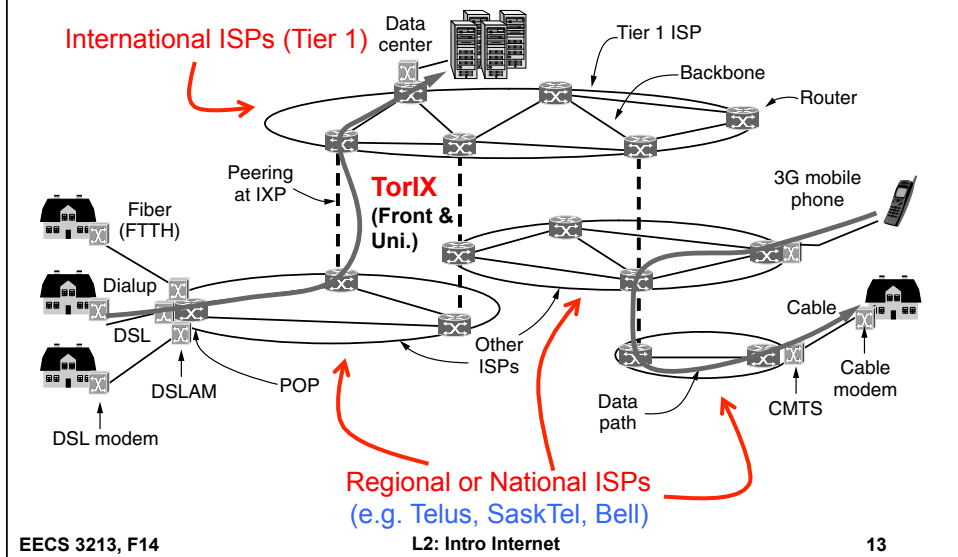 International ISPs (Tier 1)
Data
center
Tier 1 ISP
Backbone
Router
Peering
at IXP
TorIX
(Front &
Uni.)
3G mobile
phone
Fiber
(FTTH)
Dialup
DSL
Other
ISPs
Cable
DSLAM
POP
Data
path
CMTS
Cable
modem
DSL modem
Regional or National ISPs
(e.g. Telus, SaskTel, Bell)
EECS 3213, F14
L2: Intro Internet
13